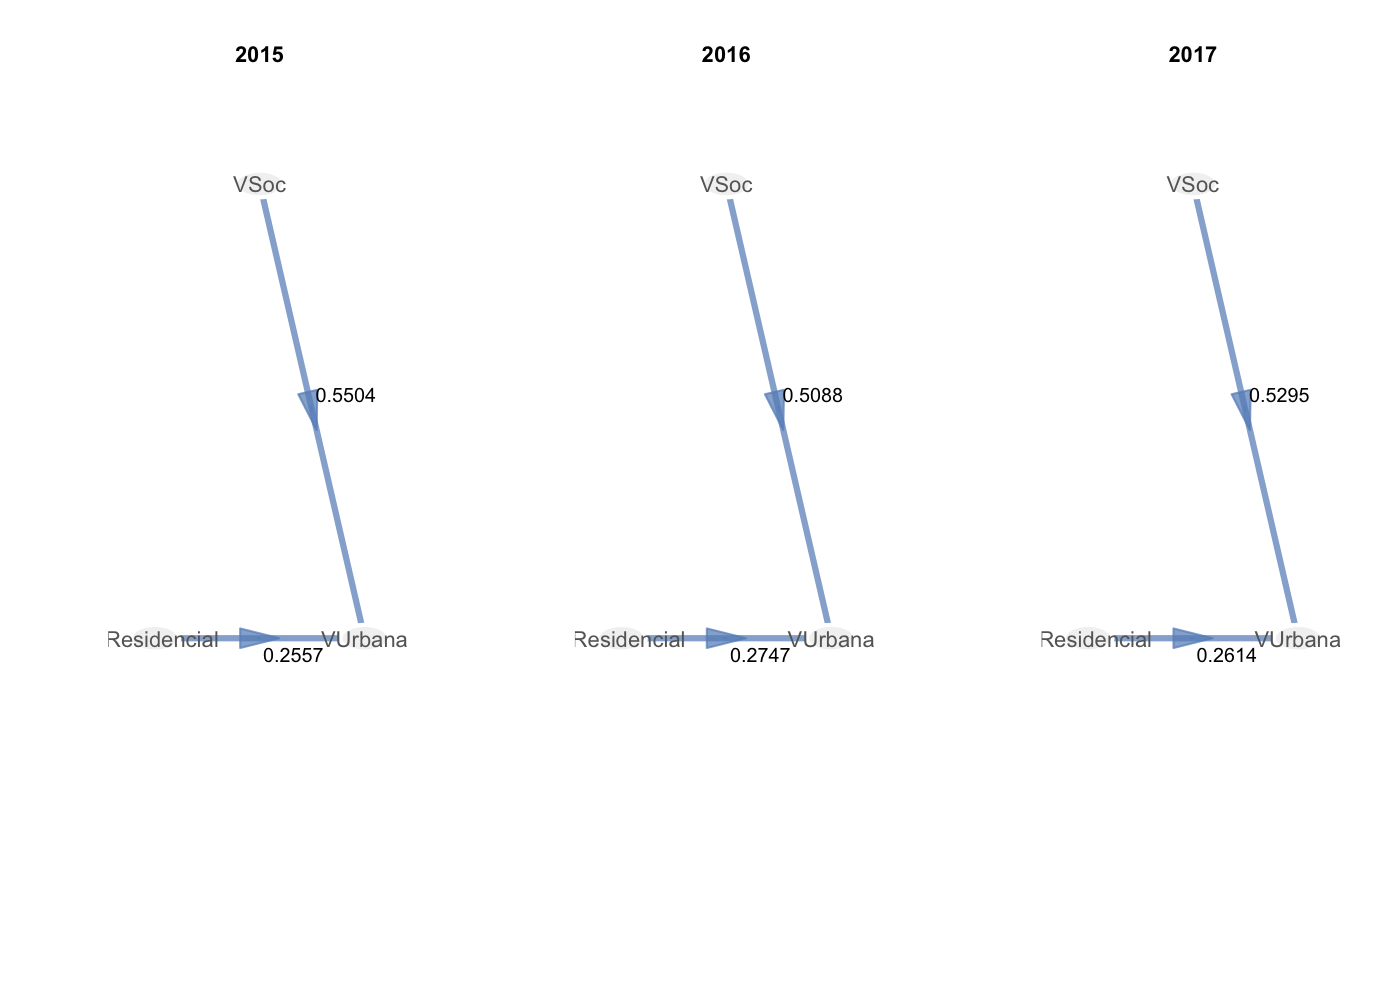 2015 2016 2017
VSoc VSoc VSoc
0.5504 0.5088 0.5295
Residencial VUrbana Residencial VUrbana Residencial VUrbana
0.2557 0.2747 0.2614